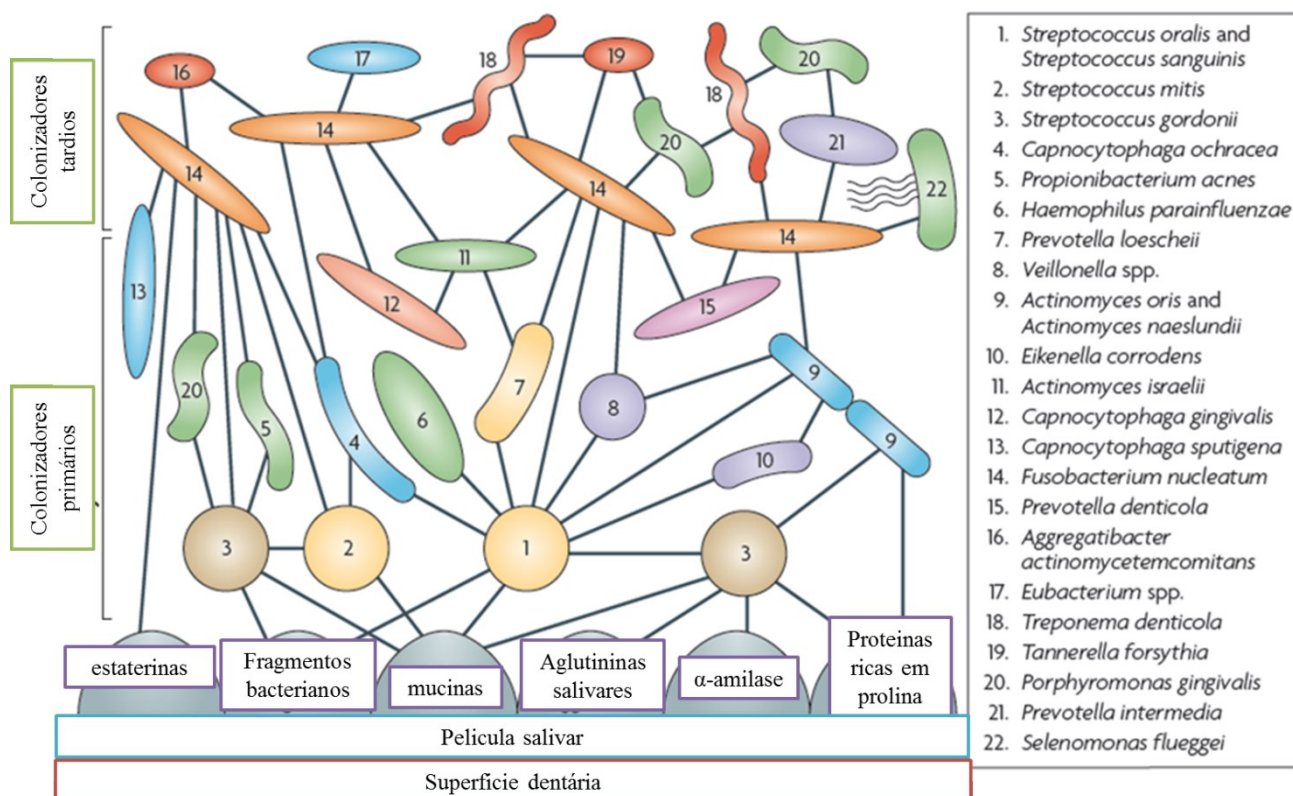 Colonizadores
tardios
Colonizadores
primários
16
17
18
19
18
20
14
14
20
21
14
22
14
13
11
12
15
20
5
4
6
7
8
9
9
10
3
2
1
3
estaterinas
Fragmentos
bacterianos
mucinas
Aglutininas
salivares
α-amilase
Proteinas
ricas em
prolina
Pelicula salivar
Superficie dentária
1. Streptococcus oralis and
Streptococcus sanguinis
2. Streptococcus mitis
3. Streptococcus gordonii
4. Capnocytophaga ochracea
5. Propionibacterium acnes
6. Haemophilus parainfluenzae
7. Prevotella loescheii
8. Veillonella spp.
9. Actinomyces oris and
Actinomyces naeslundii
10. Eikenella corrodens
11. Actinomyces israelii
12. Capnocytophaga gingivalis
13. Capnocytophaga sputigena
14. Fusobacterium nucleatum
15. Prevotella denticola
16. Aggregatibacter
actinomycetemcomitans
17. Eubacterium spp.
18. Treponema denticola
19. Tannerella forsythia
20. Porphyromonas gingivalis
21. Prevotella intermedia
22. Selenomonas flueggei